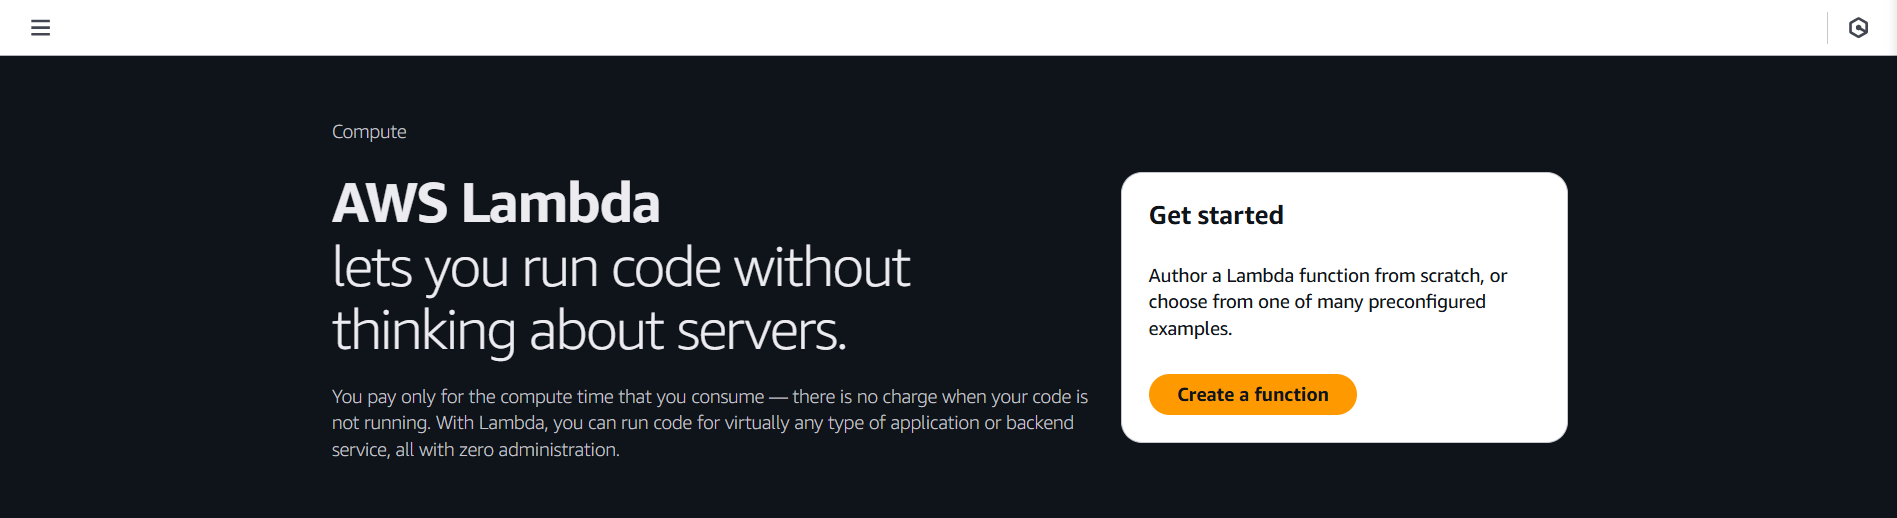 Compute
AWS Lambda
lets you run code without
thinking about servers.
You pay only for the compute time that you consume — there is no charge when your code is
not running. With Lambda, you can run code for virtually any type of application or backend
service, all with zero administration.
Get started
Author a Lambda function from scratch, or
choose from one of many preconfigured
examples.
Create a function